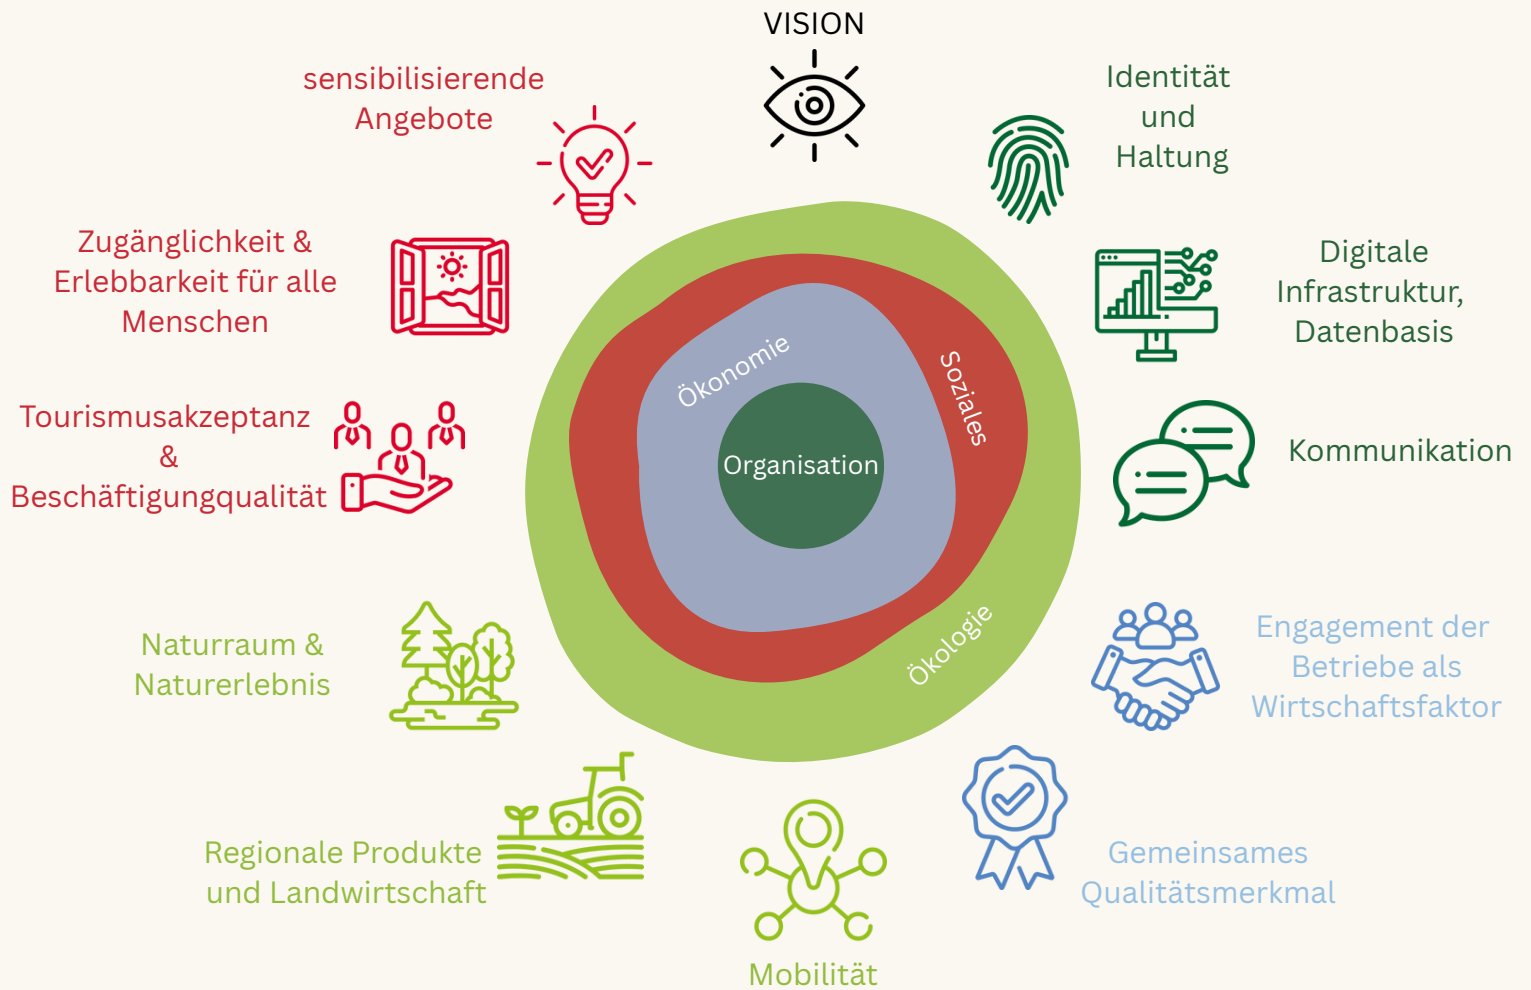 VISION
sensibilisierende
Angebote
Identität
und
Haltung
Zugänglichkeit &
Erlebbarkeit für alle
Menschen
Digitale
Infrastruktur,
Datenbasis
Tourismusakzeptanz
&
Beschäftigungqualität
Kommunikation
Ökonomie
Soziales
Organisation
Ökologie
Naturraum &
Naturerlebnis
Engagement der
Betriebe als
Wirtschaftsfaktor
Regionale Produkte
und Landwirtschaft
Gemeinsames
Qualitätsmerkmal
Mobilität